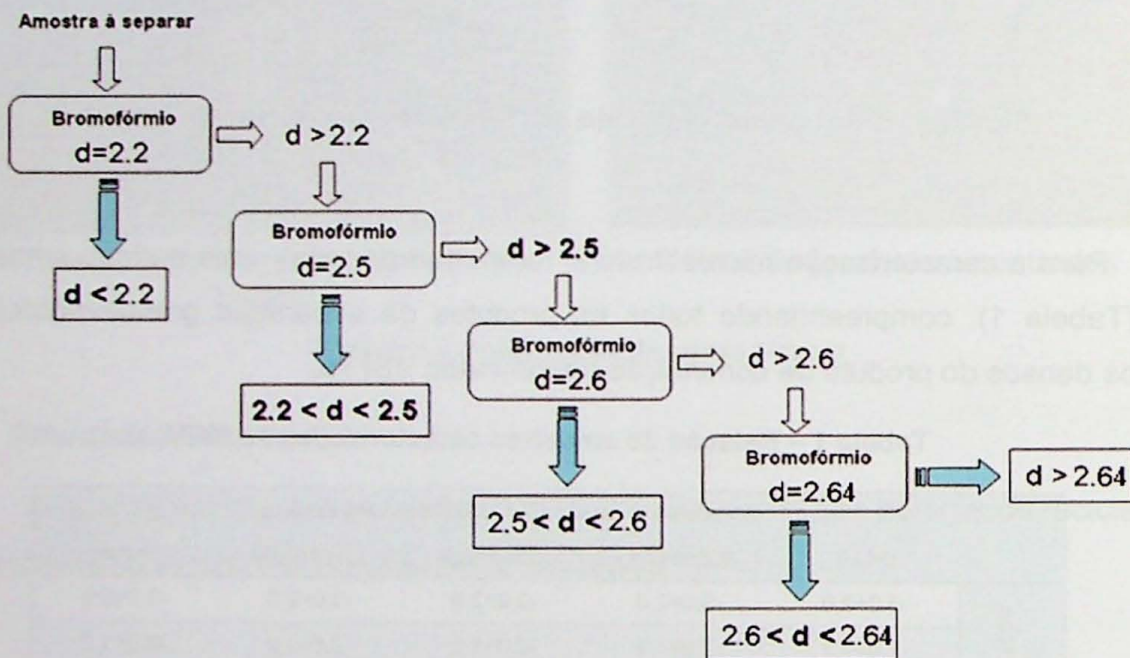 Amostra à separar
Bromofórmio
d=2.2
d >2.2
d < 2.2
Bromofórmio
d=2.5
d > 2.5
2.2 < d < 2.5
Bromofórmio
d=2.6
d >2.6
2.5 < d < 2.6
Bromofórmio
d=2.64
d > 2.64
2.6 < d < 2.64